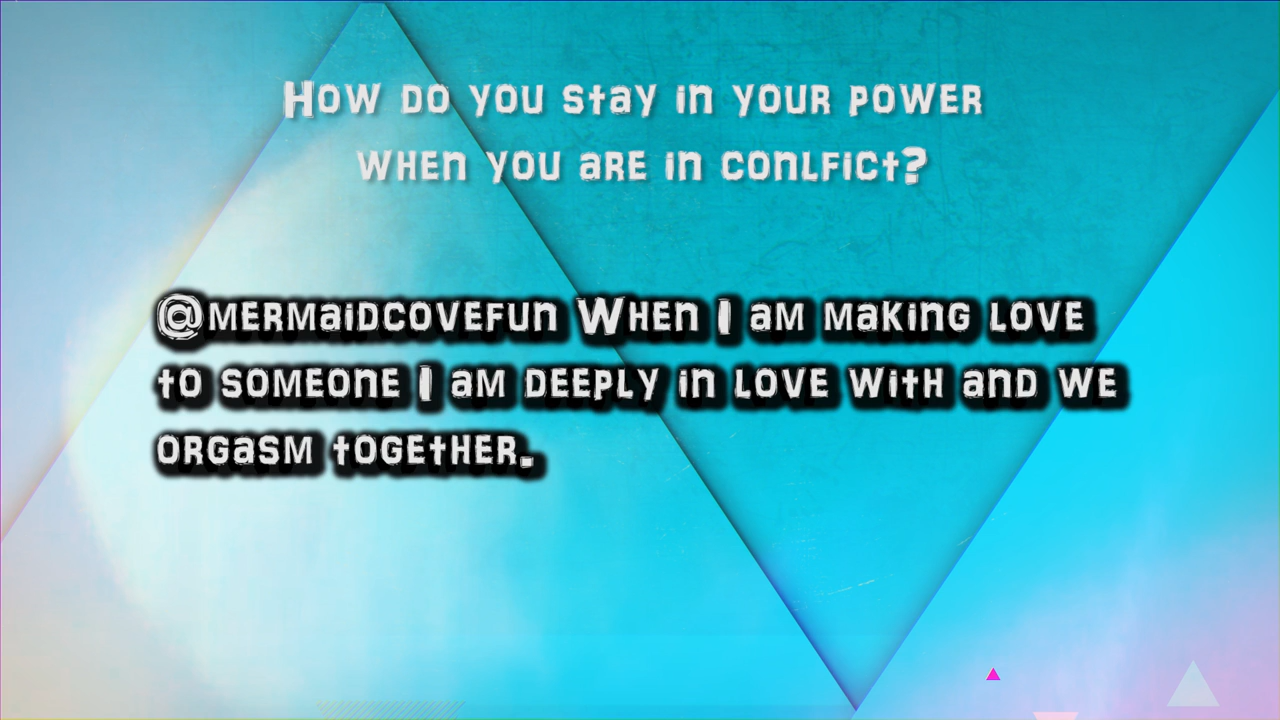 How do you stay in your power
when you are in conlfict?
@mermaidcovefun When I am making love
to someone I am deeply in love with and we
orgasm together.